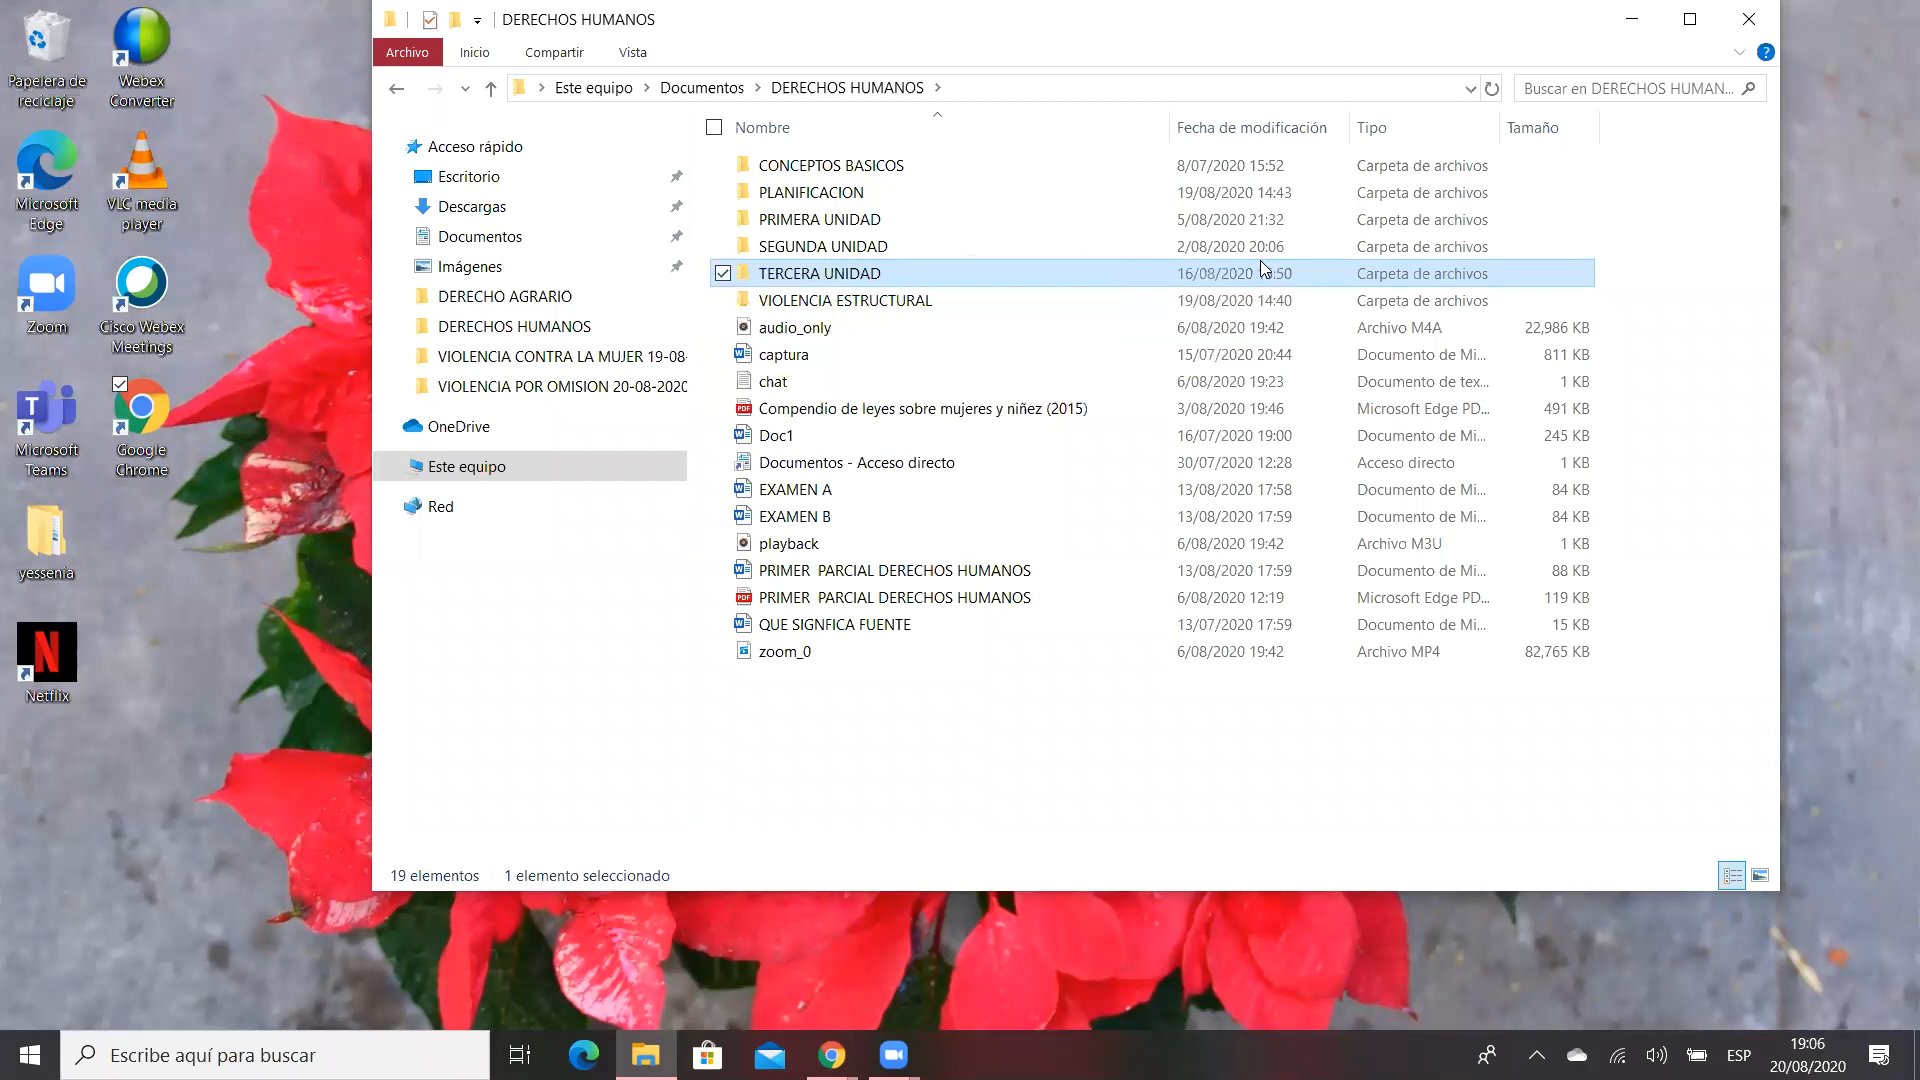 Papelera de
reciclaje
Webex
Converter
Microsoft
Edge
VLC media
player
Zoom
Cisco Webex
Meetings
Microsoft
Teams
Google
Chrome
yessenia
Netflix
DERECHOS HUMANOS
Archivo Inicio Compartir Vista
Este equipo > Documentos > DERECHOS HUMANOS >
Buscar en DERECHOS HUMAN...
Acceso rápido
Escritorio
Descargas
Documentos
Imágenes
DERECHO AGRARIO
DERECHOS HUMANOS
VIOLENCIA CONTRA LA MUJER 19-08-
VIOLENCIA POR OMISION 20-08-2020
OneDrive
Este equipo
Red
Nombre Fecha de modificación Tipo Tamaño
CONCEPTOS BASICOS 8/07/2020 15:52 Carpeta de archivos
PLANIFICACION 19/08/2020 14:43 Carpeta de archivos
PRIMERA UNIDAD 5/08/2020 21:32 Carpeta de archivos
SEGUNDA UNIDAD 2/08/2020 20:06 Carpeta de archivos
TERCERA UNIDAD 16/08/2020 :50 Carpeta de archivos
VIOLENCIA ESTRUCTURAL 19/08/2020 14:40 Carpeta de archivos
audio_only 6/08/2020 19:42 Archivo M4A 22,986 KB
captura 15/07/2020 20:44 Documento de Mi... 811 KB
chat 6/08/2020 19:23 Documento de tex... 1 KB
Compendio de leyes sobre mujeres y niñez (2015) 3/08/2020 19:46 Microsoft Edge PD... 491 KB
Doc1 16/07/2020 19:00 Documento de Mi... 245 KB
Documentos - Acceso directo 30/07/2020 12:28 Acceso directo 1 KB
EXAMEN A 13/08/2020 17:58 Documento de Mi... 84 KB
EXAMEN B 13/08/2020 17:59 Documento de Mi... 84 KB
playback 6/08/2020 19:42 Archivo M3U 1 KB
PRIMER PARCIAL DERECHOS HUMANOS 13/08/2020 17:59 Documento de Mi... 88 KB
PRIMER PARCIAL DERECHOS HUMANOS 6/08/2020 12:19 Microsoft Edge PD... 119 KB
QUE SIGNFICA FUENTE 13/07/2020 17:59 Documento de Mi... 15 KB
zoom_0 6/08/2020 19:42 Archivo MP4 82,765 KB
19 elementos 1 elemento seleccionado
Escribe aquí para buscar
ESP
19:06
20/08/2020